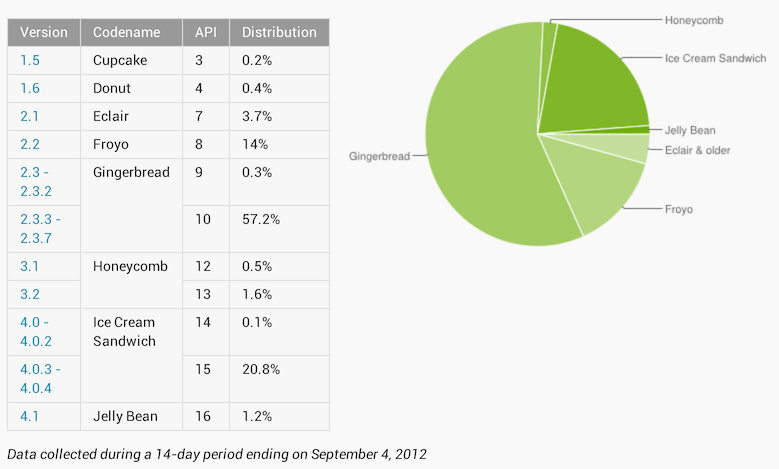 Version Codename API Distribution
1.5 Cupcake 3 0.2%
1.6 Donut 4 0.4%
2.1 Eclair 7 3.7%
2.2 Froyo 8 14%
2.3 - Gingerbread 9 0.3%
2.3.2
2.3.3 - 10 57.2%
2.3.7
3.1 Honeycomb 12 0.5%
3.2 13 1.6%
4.0 - Ice Cream 14 0.1%
4.0.2 Sandwich
4.0.3 - 15 20.8%
4.0.4
4.1 Jelly Bean 16 1.2%
Honeycomb
Ice Cream Sandwich
Jelly Bean
Eclair & older
Gingerbread
Froyo
Data collected during a 14-day period ending on September 4, 2012